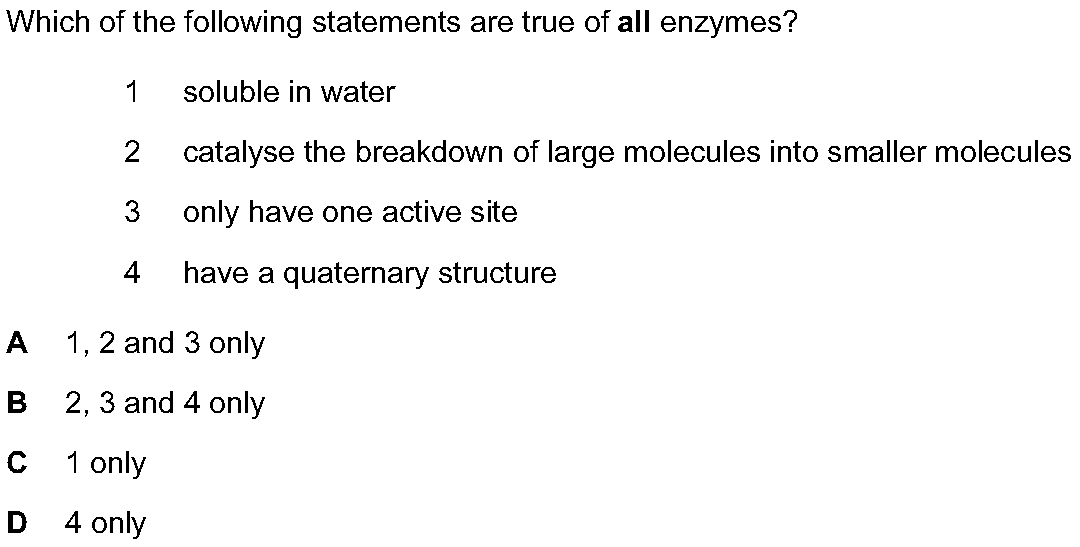 Which of the following statements are true of all enzymes?
1 soluble in water
2 catalyse the breakdown of large molecules into smaller molecules
3 only have one active site
4 have a quaternary structure
A 1, 2 and 3 only
B 2, 3 and 4 only
C 1 only
D 4 only